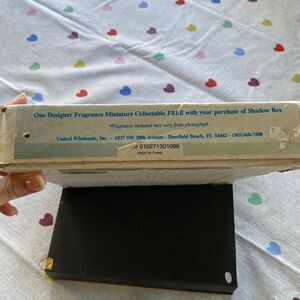 One Designer Fragrance Miniature Collectable FREE with your purchase of Shadow Box
*Fragrance included may vary from photograph.
United Wholesale, Inc. - 1027 SW 30th Avenue - Deerfield Beach, FL 33442 - (305)360-7500
010271301096
MADE IN CHINA